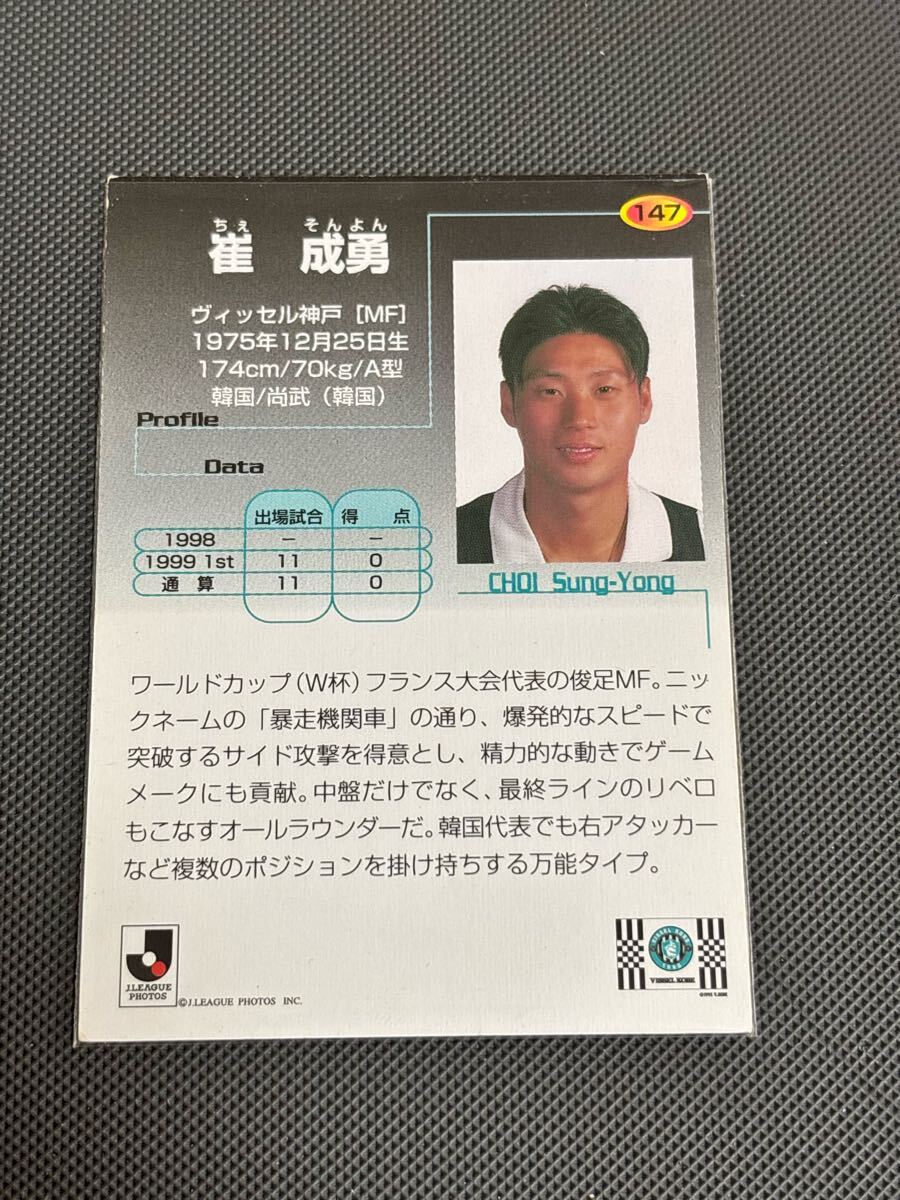 147
ちぇ そんよん
崔 成勇
ヴィッセル神戸［MF］
1975年12月25日生
174cm/70kg/A型
韓国/尚武（韓国）
Profile
Data
出場試合 得 点
1998 － －
1999 1st 11 0
通 算 11 0
CHOI Sung-Yong
ワールドカップ（W杯）フランス大会代表の俊足MF。ニッ
クネームの「暴走機関車」の通り、爆発的なスピードで
突破するサイド攻撃を得意とし、精力的な動きでゲーム
メークにも貢献。中盤だけでなく、最終ラインのリベロ
もこなすオールラウンダーだ。韓国代表でも右アタッカー
など複数のポジションを掛け持ちする万能タイプ。
J.LEAGUE
PHOTOS
©J.LEAGUE PHOTOS INC.
VISSEL KOBE